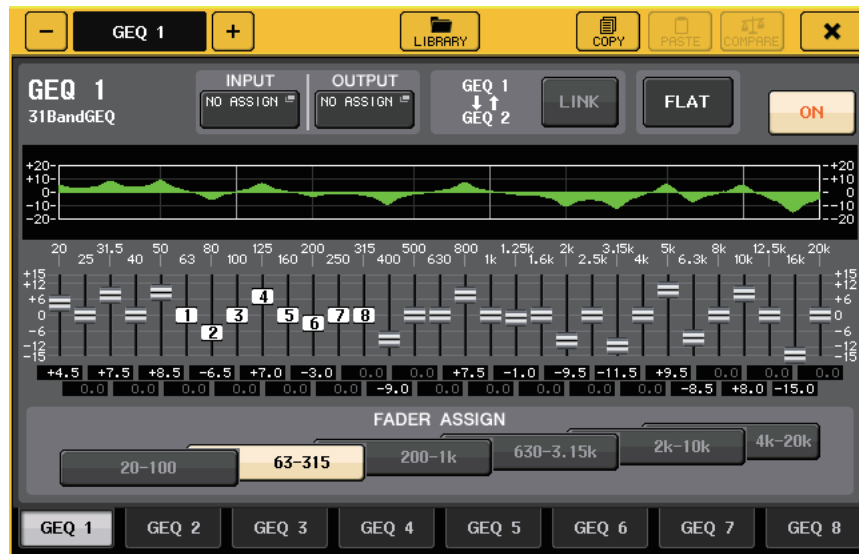 − GEQ 1 + LIBRARY COPY PASTE COMPARE ×
GEQ 1
31BandGEQ
INPUT OUTPUT
NO ASSIGN NO ASSIGN
GEQ 1
GEQ 2
LINK FLAT ON
+20 +20
+10 +10
0 0
-10 -10
-20 -20
20 31.5 50 80 125 200 315 500 800 1.25k 2k 3.15k 5k 8k 12.5k 20k
25 40 63 100 160 250 400 630 1k 1.6k 2.5k 4k 6.3k 10k 16k
+15 +15
+12 +12
+6 4 +6
0 1 3 5 7 8 0
-6 2 6 -6
-12 -12
-15 -15
+4.5 +7.5 +8.5 -6.5 +7.0 -3.0 0.0 0.0 +7.5 -1.0 -9.5 -11.5 +9.5 0.0 0.0 0.0
0.0 0.0 0.0 0.0 0.0 0.0 -9.0 0.0 0.0 0.0 0.0 0.0 -8.5 +8.0 -15.0
FADER ASSIGN
20-100 63-315 200-1k 630-3.15k 2k-10k 4k-20k
GEQ 1 GEQ 2 GEQ 3 GEQ 4 GEQ 5 GEQ 6 GEQ 7 GEQ 8